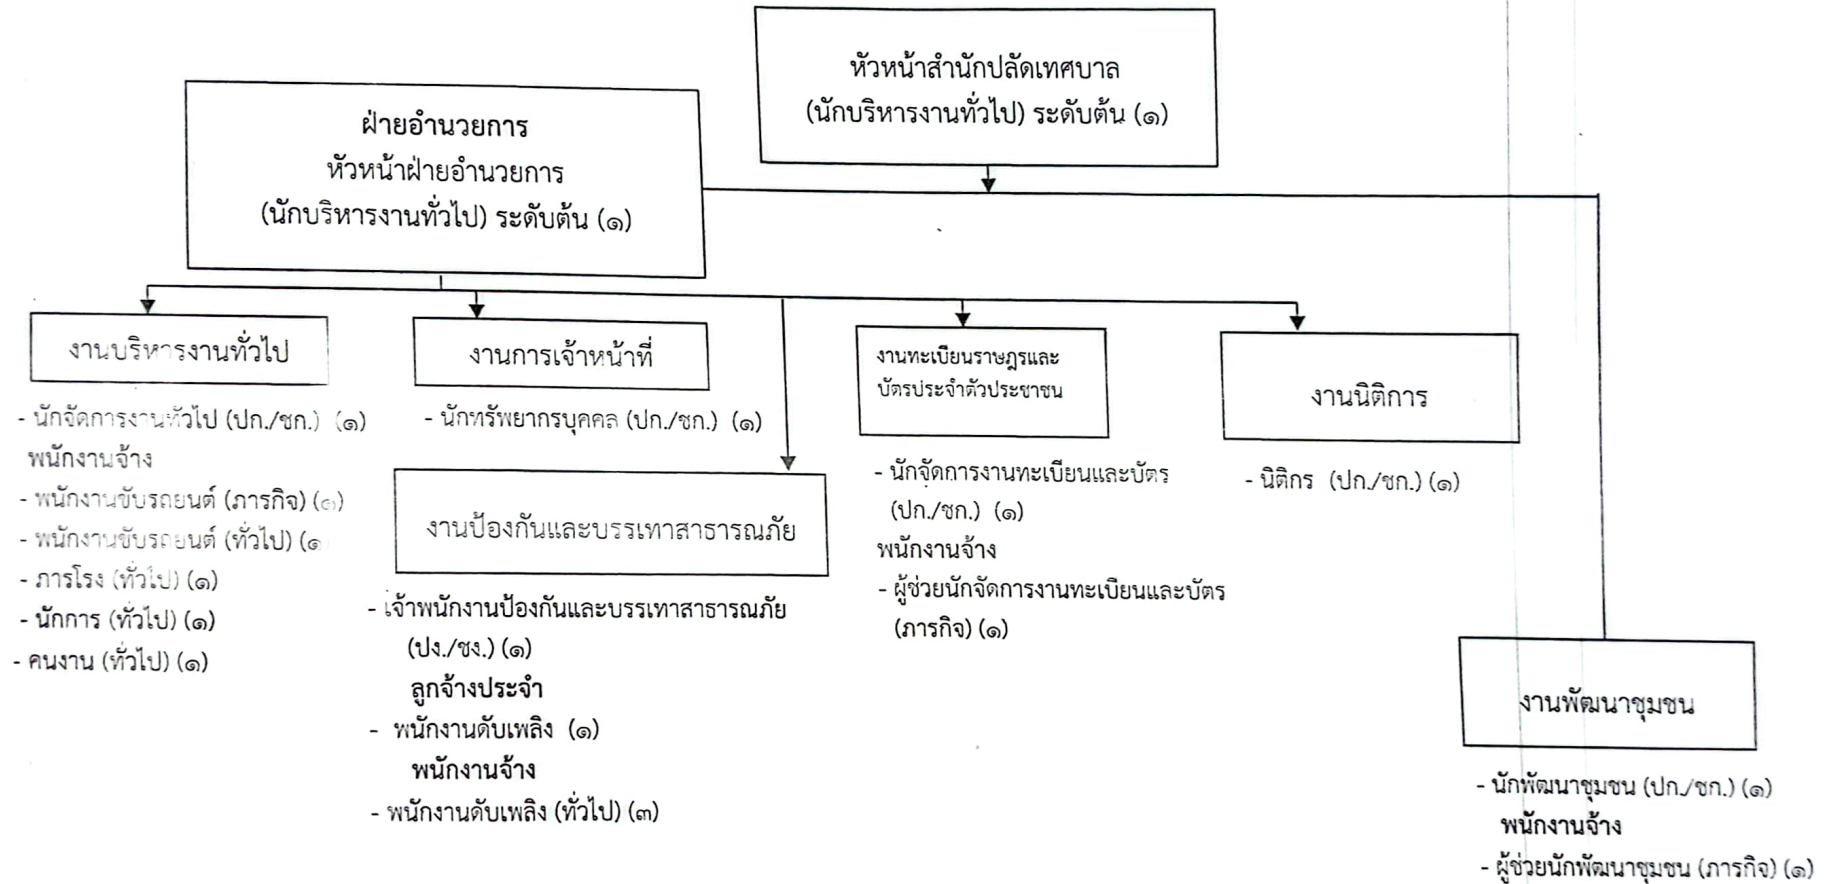 หัวหน้าสำนักปลัดเทศบาล
(นักบริหารงานทั่วไป) ระดับต้น (๑)
ฝ่ายอำนวยการ
หัวหน้าฝ่ายอำนวยการ
(นักบริหารงานทั่วไป) ระดับต้น (๑)
งานบริหารงานทั่วไป
- นักจัดการงานทั่วไป (ปก./ชก.) (๑)
พนักงานจ้าง
- พนักงานขับรถยนต์ (ภารกิจ)
- พนักงานขับรถยนต์ (ทั่วไป) (๑
- ภารโรง (ทั่วไป) (๑)
- นักการ (ทั่วไป) (๑)
- คนงาน (ทั่วไป) (๑)
งานการเจ้าหน้าที่
- นักทรัพยากรบุคคล (ปก./ชก.) (๑)
งานป้องกันและบรรเทาสาธารณภัย
- เจ้าพนักงานป้องกันและบรรเทาสาธารณภัย
(ปง./ชง.) (๑)
ลูกจ้างประจำ
- พนักงานดับเพลิง (๑)
พนักงานจ้าง
- พนักงานดับเพลิง (ทั่วไป) (๓)
งานทะเบียนราษฎรและ
บัตรประจำตัวประชาชน
- นักจัดการงานทะเบียนและบัตร
(ปก./ชก.) (๑)
พนักงานจ้าง
- ผู้ช่วยนักจัดการงานทะเบียนและบัตร
(ภารกิจ) (๑)
งานนิติการ
- นิติกร (ปก./ชก.) (๑)
งานพัฒนาชุมชน
- นักพัฒนาชุมชน (ปก./ชก.) (๑)
พนักงานจ้าง
- ผู้ช่วยนักพัฒนาชุมชน (ภารกิจ) (๑)